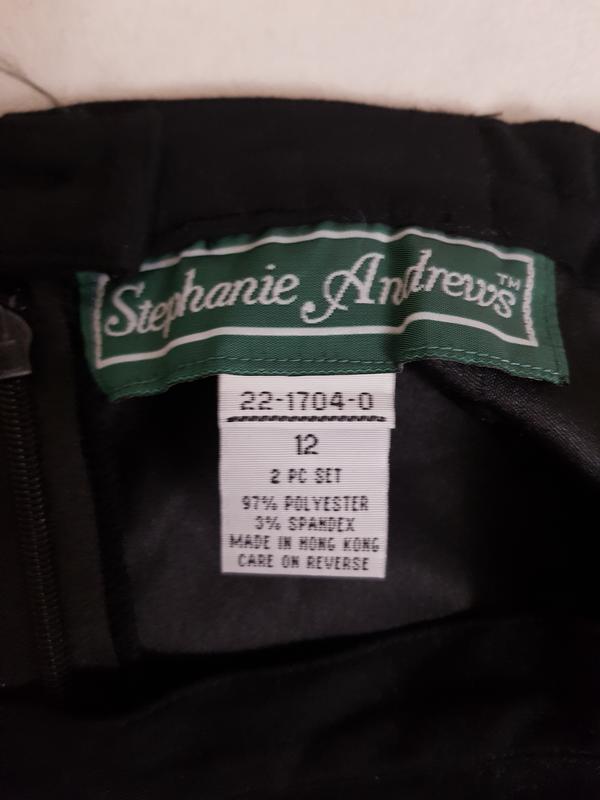 Stephanie Andrews™
22-1704-0
12
2 PC SET
97% POLYESTER
3% SPANDEX
MADE IN HONG KONG
CARE ON REVERSE